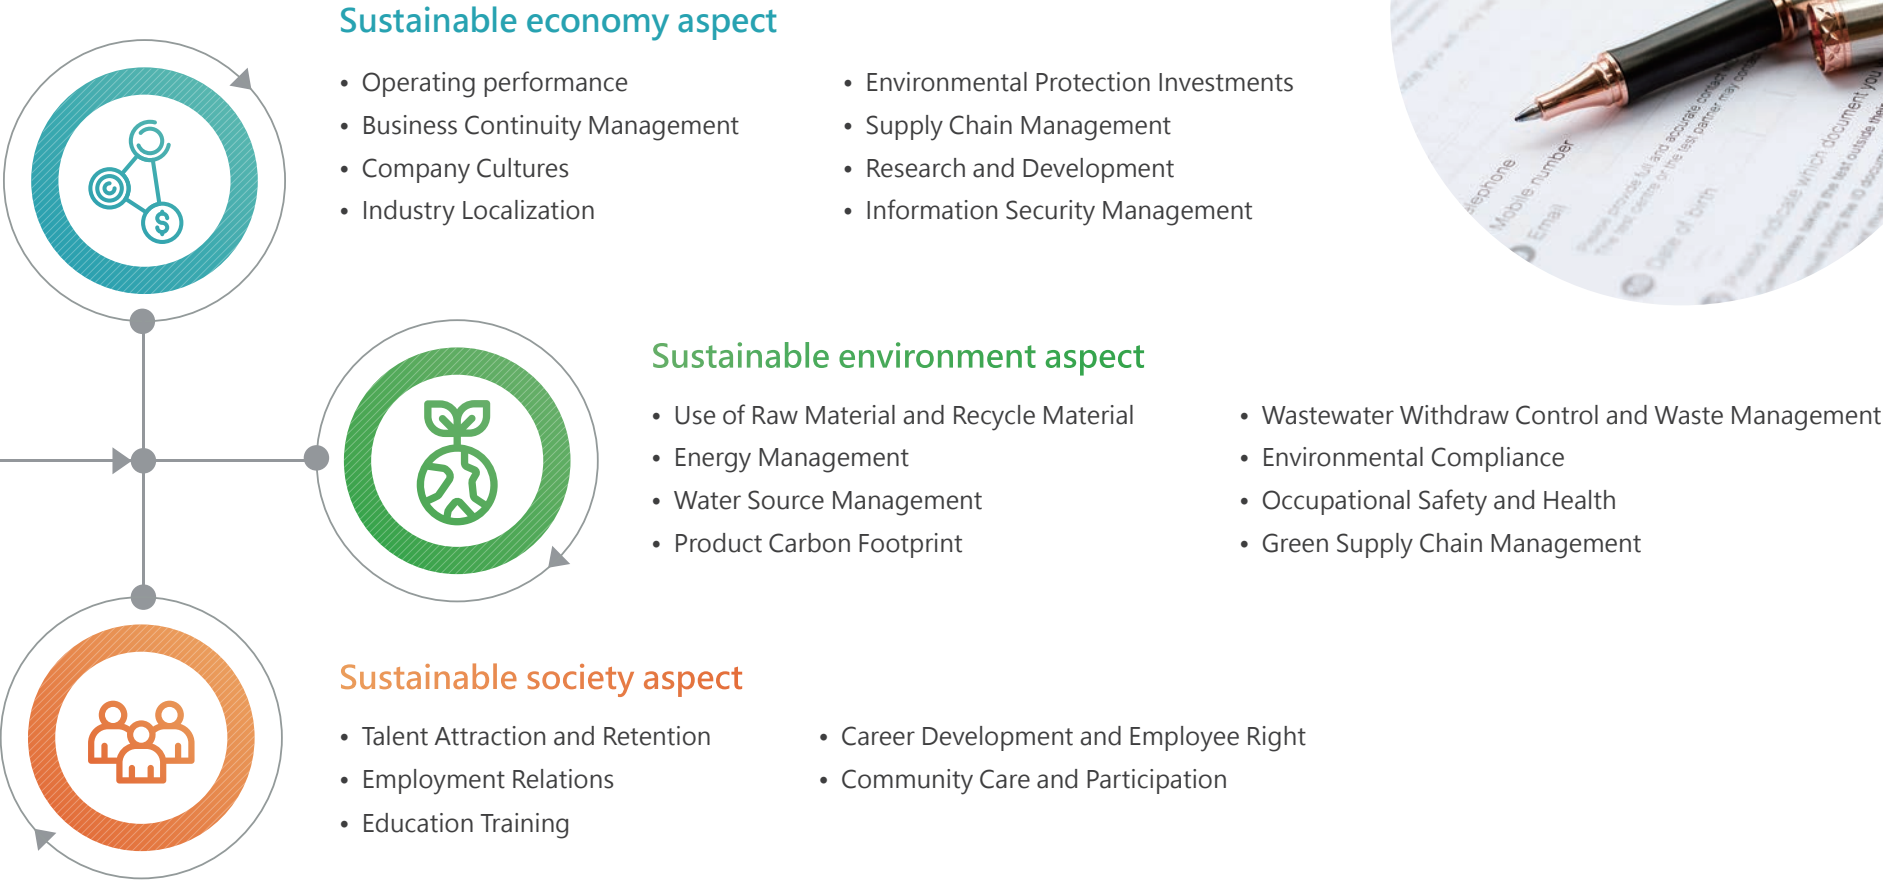 Sustainable economy aspect
• Operating performance
• Business Continuity Management
• Company Cultures
• Industry Localization
• Environmental Protection Investments
• Supply Chain Management
• Research and Development
• Information Security Management
Telephone
Mobile number
Email
Date of birth
Sustainable environment aspect
• Use of Raw Material and Recycle Material
• Energy Management
• Water Source Management
• Product Carbon Footprint
• Wastewater Withdraw Control and Waste Management
• Environmental Compliance
• Occupational Safety and Health
• Green Supply Chain Management
Sustainable society aspect
• Talent Attraction and Retention
• Employment Relations
• Education Training
• Career Development and Employee Right
• Community Care and Participation